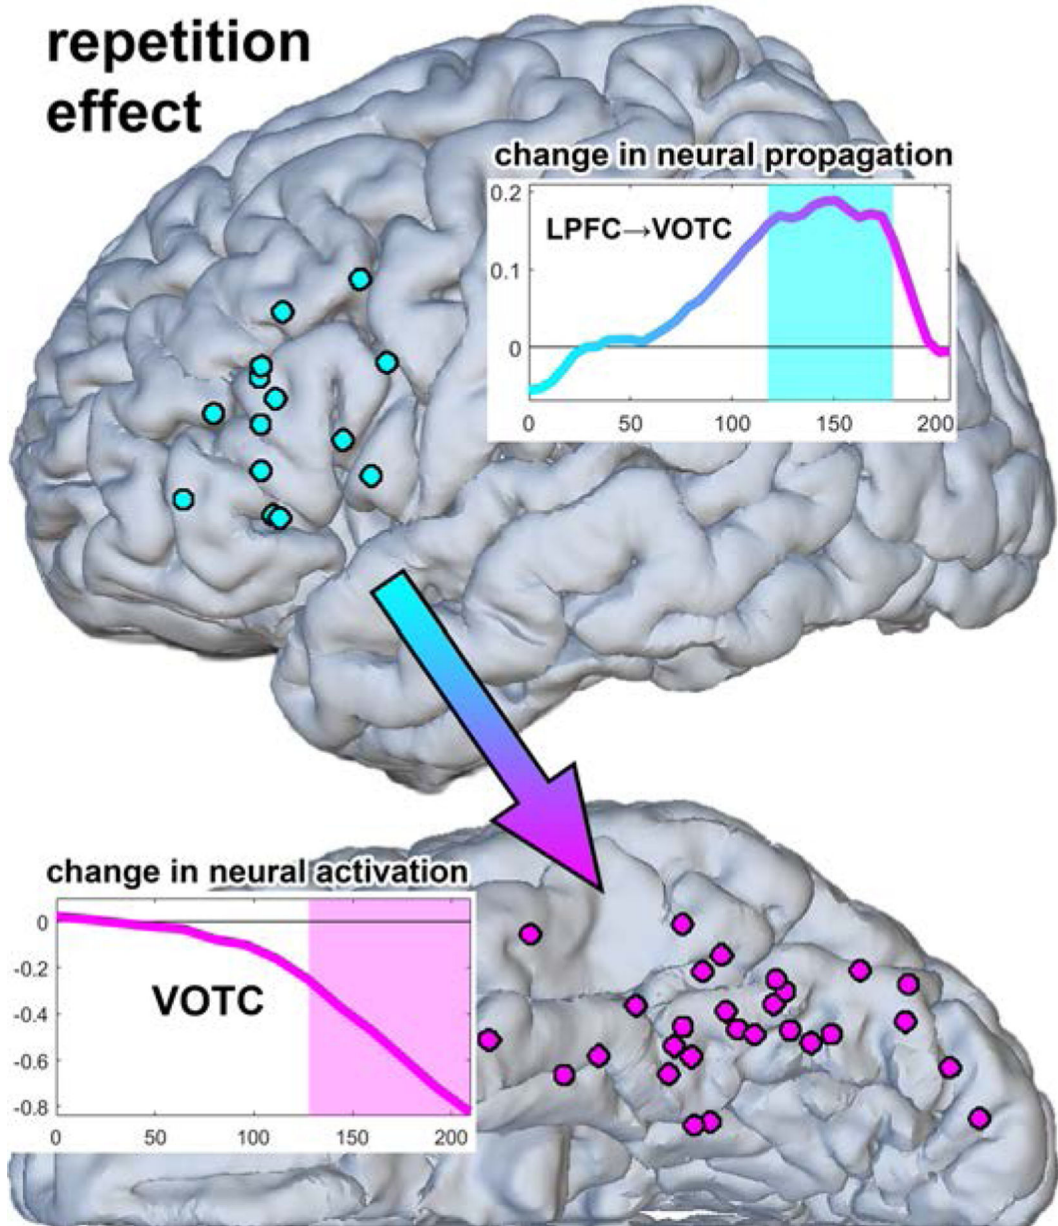 repetition
effect
change in neural propagation
0.2
LPFC→VOTC
0.1
0
0 50 100 150 200
change in neural activation
0
-0.2
VOTC
-0.4
-0.6
-0.8
0 50 100 150 200